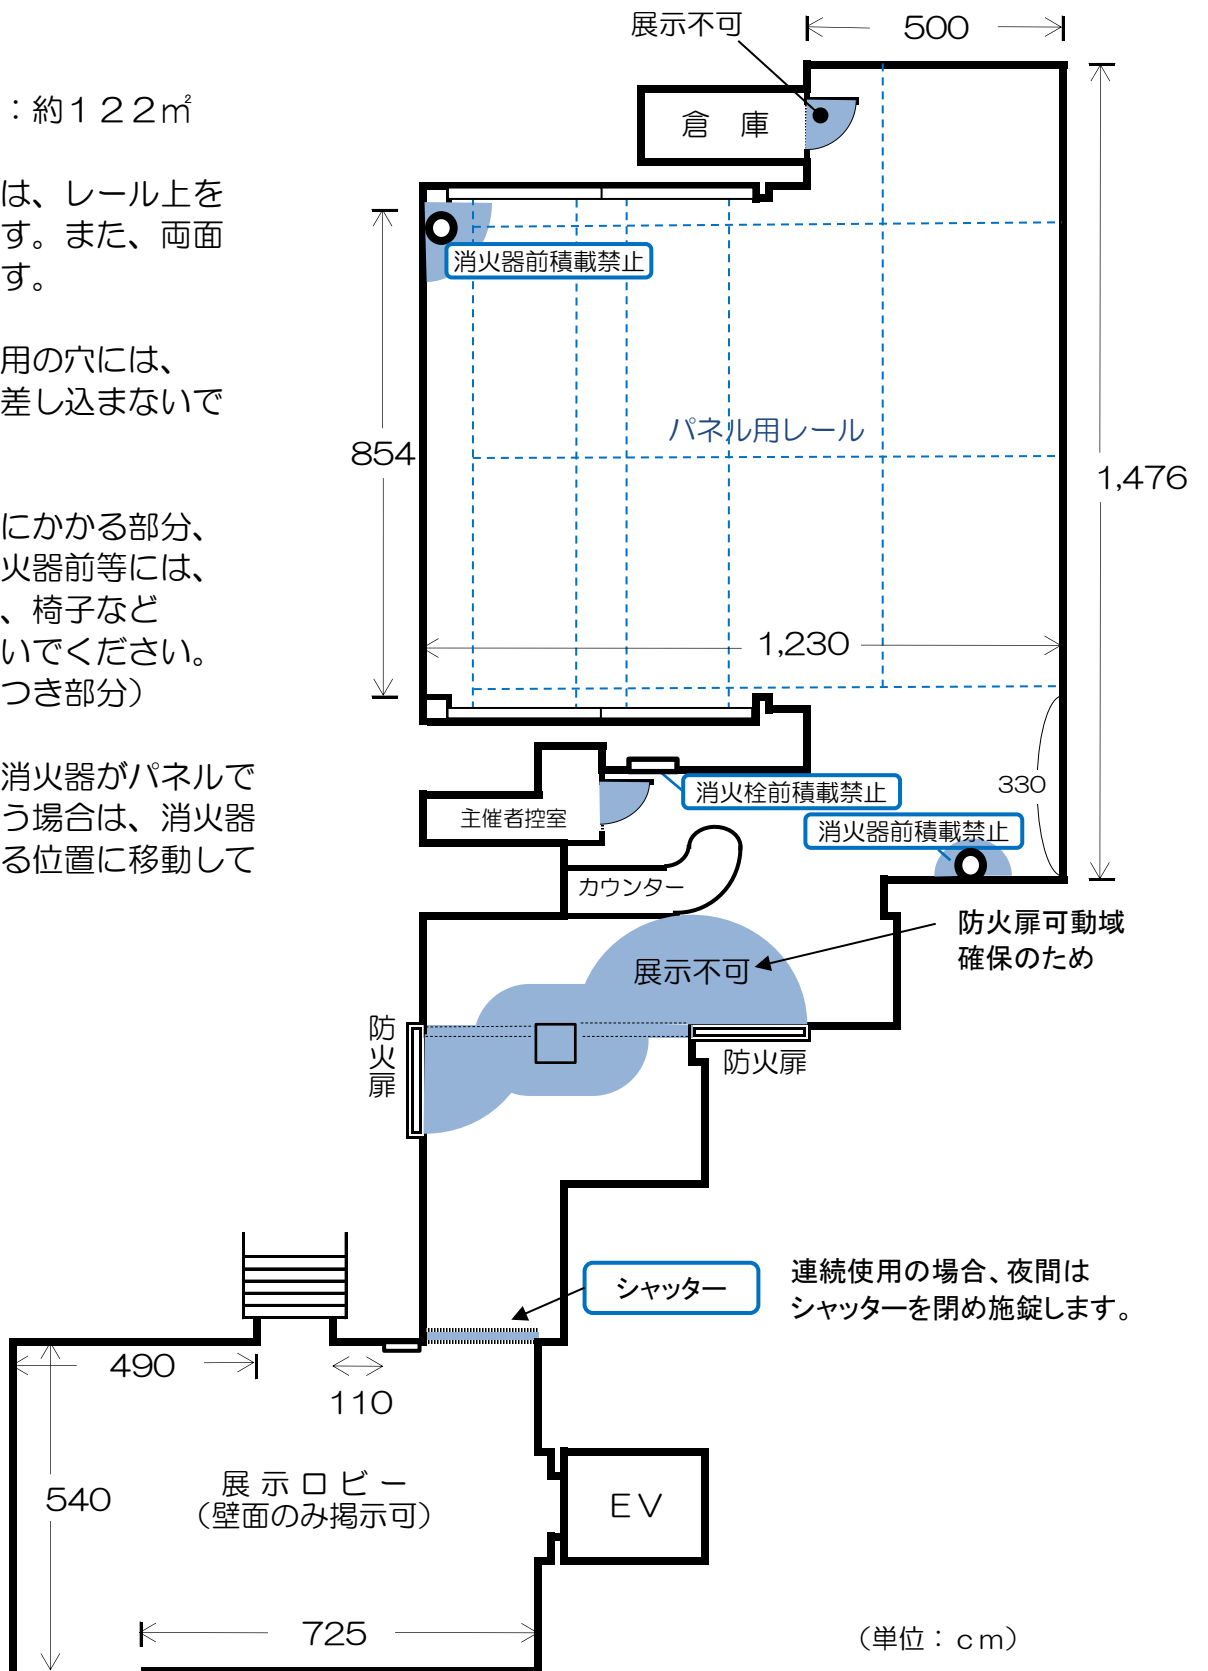 展示不可
500
：約１２２㎡
倉　庫
は、レール上を
す。また、両面
す。
消火器前積載禁止
用の穴には、
差し込まないで
パネル用レール
854
1,476
にかかる部分、
火器前等には、
、椅子など
いでください。
つき部分）
1,230
消火器がパネルで
う場合は、消火器
る位置に移動して
330
消火栓前積載禁止
主催者控室
消火器前積載禁止
カウンター
防火扉可動域
確保のため
展示不可
防火扉
防火扉
シャッター
連続使用の場合、夜間は
シャッターを閉め施錠します。
490
110
540
展示ロビー
（壁面のみ掲示可）
ＥＶ
725
（単位：ｃｍ）